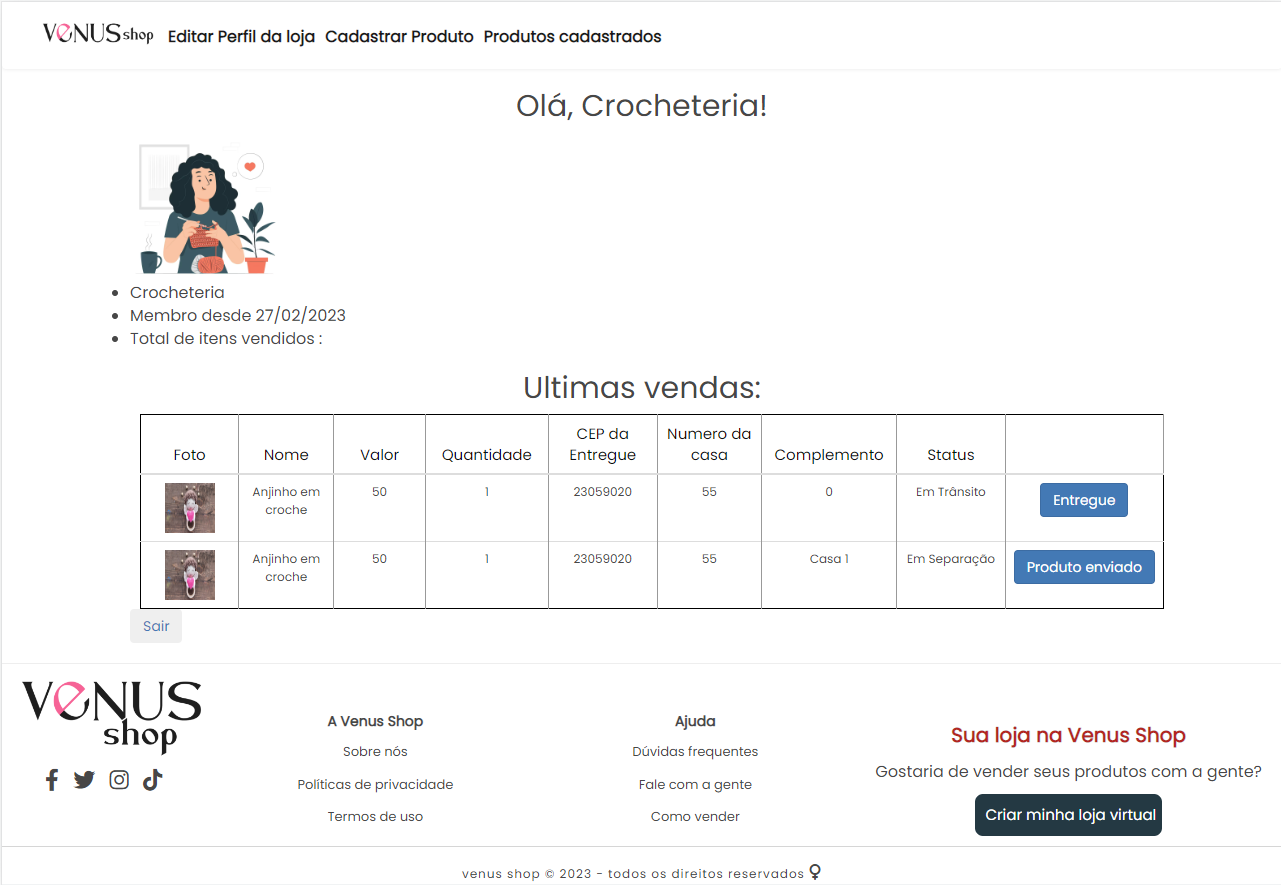 VENUS shop Editar Perfil da loja Cadastrar Produto Produtos cadastrados
Olá, Crocheteria!
Crocheteria
Membro desde 27/02/2023
Total de itens vendidos :
Ultimas vendas:
Foto Nome Valor Quantidade CEP da Entregue Numero da casa Complemento Status
Anjinho em croche 50 1 23059020 55 0 Em Trânsito Entregue
Anjinho em croche 50 1 23059020 55 Casa 1 Em Separação Produto enviado
Sair
VENUS
shop
A Venus Shop
Sobre nós
Políticas de privacidade
Termos de uso
Ajuda
Dúvidas frequentes
Fale com a gente
Como vender
Sua loja na Venus Shop
Gostaria de vender seus produtos com a gente?
Criar minha loja virtual
venus shop © 2023 - todos os direitos reservados ♀